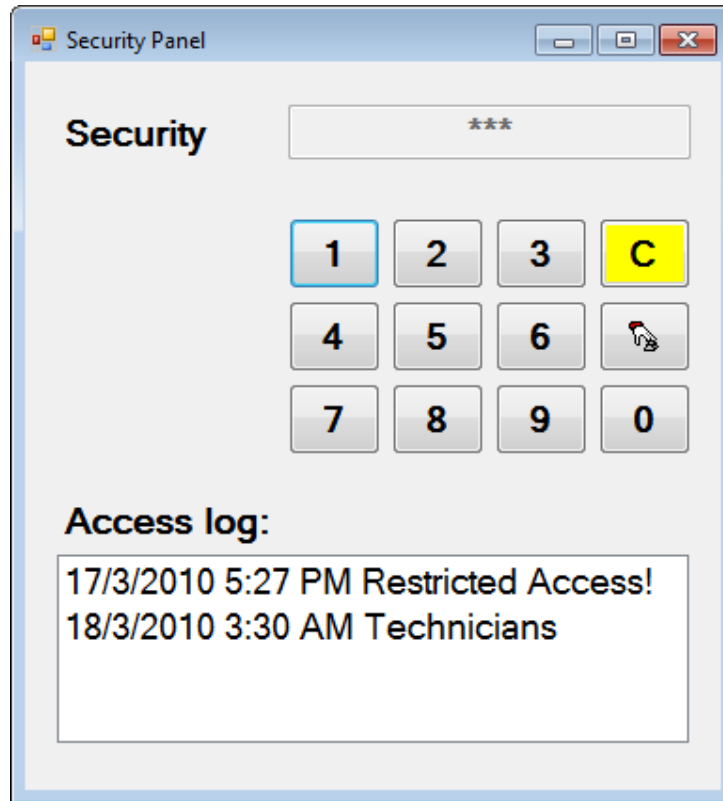 Security Panel
Security ***
1 2 3 C
4 5 6
7 8 9 0
Access log:
17/3/2010 5:27 PM Restricted Access!
18/3/2010 3:30 AM Technicians